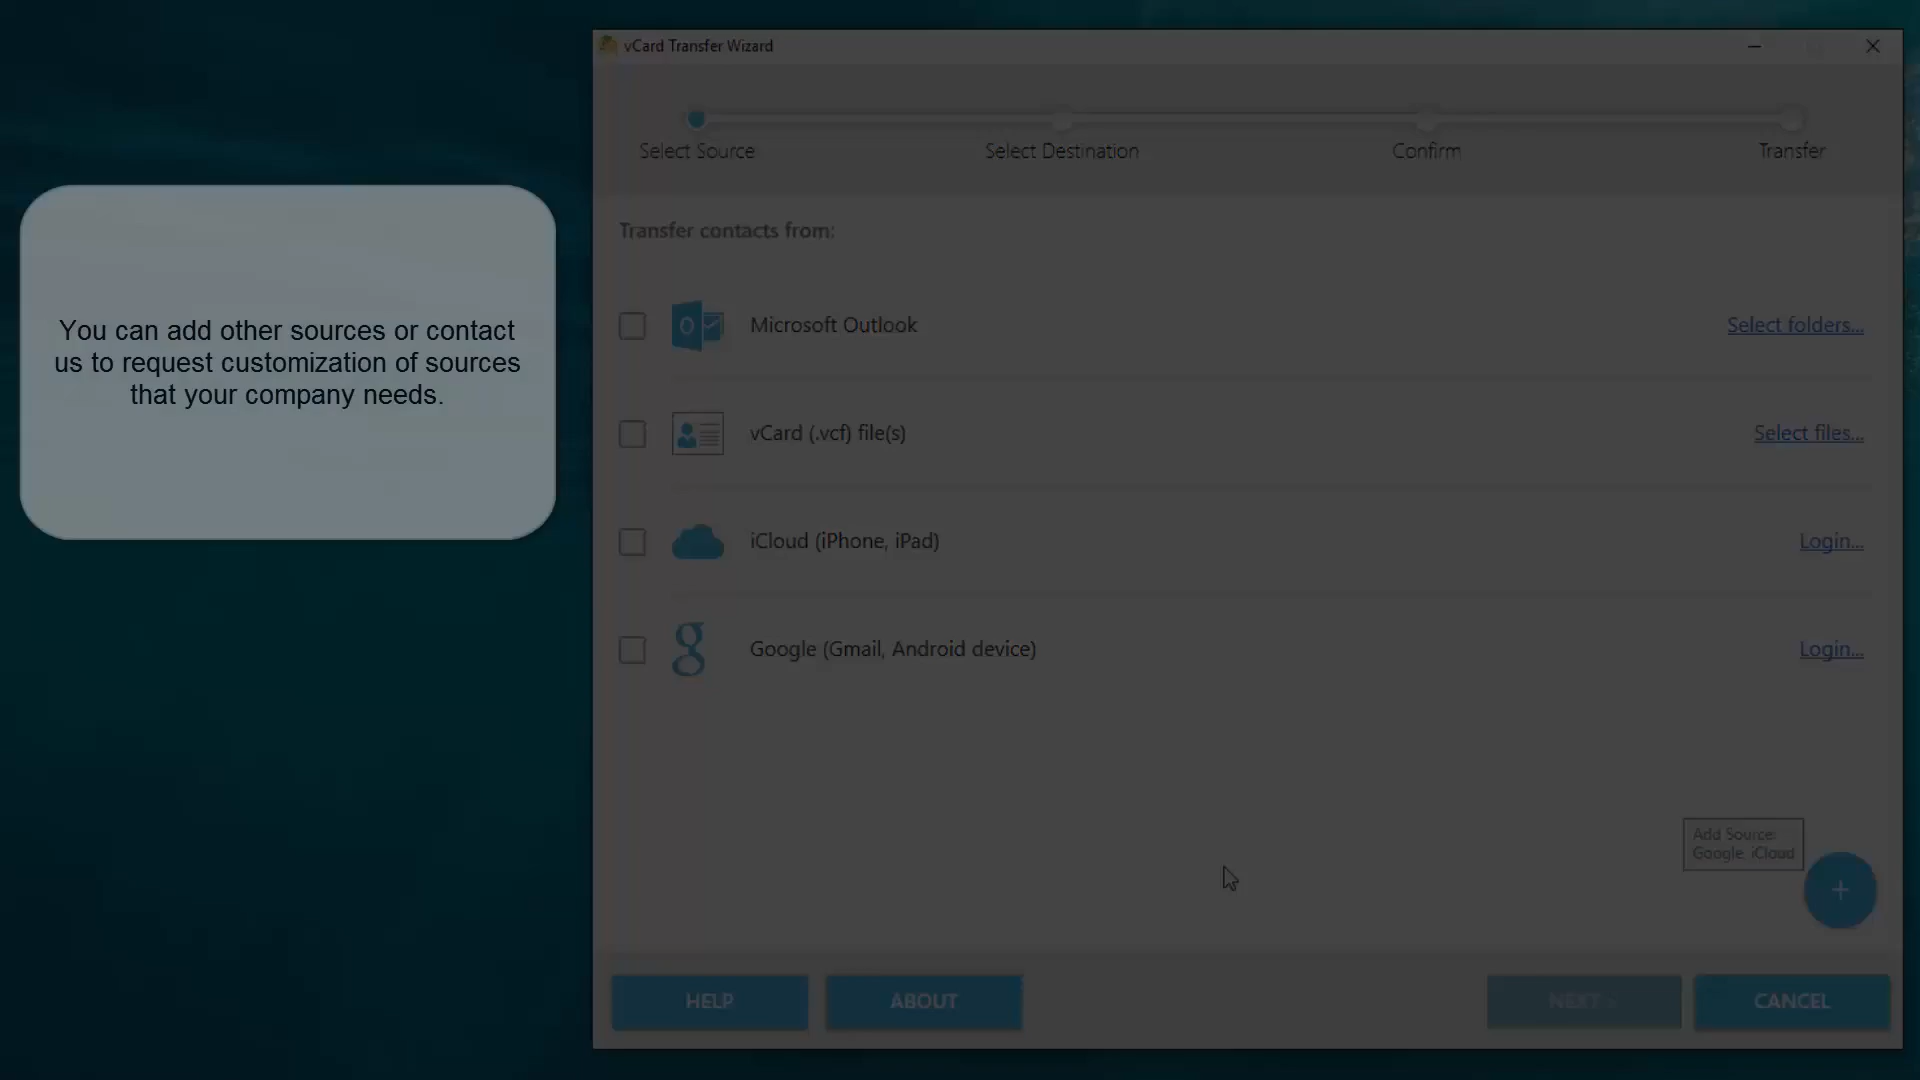 vCard Transfer Wizard
Select Source
Select Destination
Confirm
Transfer
You can add other sources or contact
us to request customization of sources
that your company needs.
Transfer contacts from:
Microsoft Outlook
Select folders...
vCard (.vcf) file(s)
Select files...
iCloud (iPhone, iPad)
Login...
Google (Gmail, Android device)
Login...
Add Source:
Google, iCloud
+
HELP
ABOUT
NEXT >
CANCEL